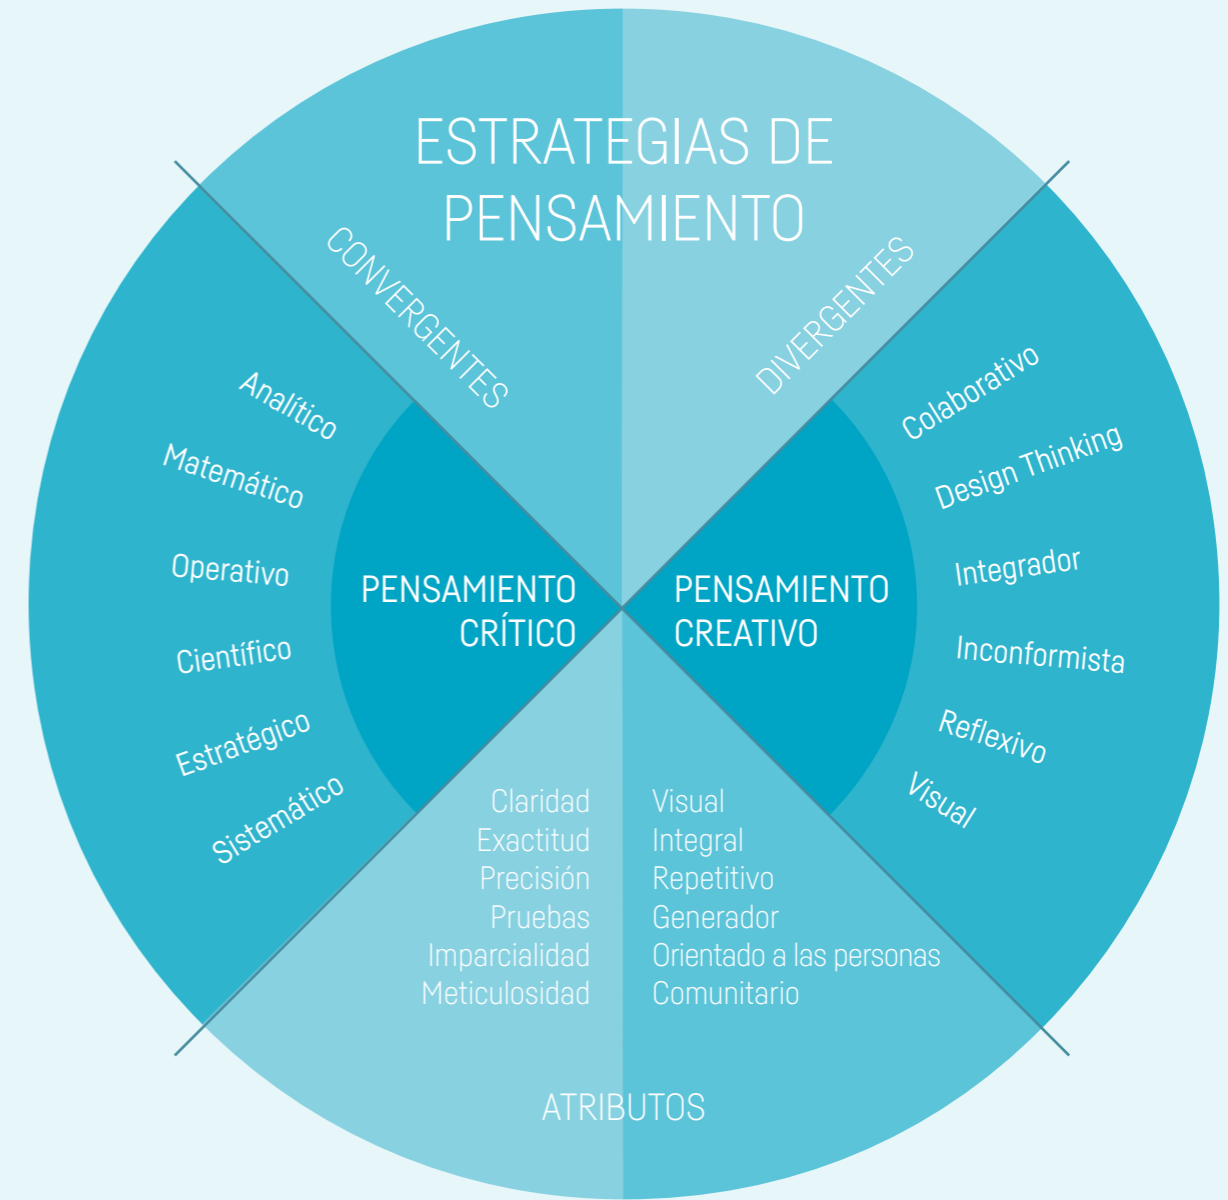 ESTRATEGIAS DE
PENSAMIENTO
CONVERGENTES
DIVERGENTES
Analítico
Matemático
Operativo
Científico
Estratégico
Sistemático
PENSAMIENTO
CRÍTICO
PENSAMIENTO
CREATIVO
Colaborativo
Design Thinking
Integrador
Inconformista
Reflexivo
Visual
Claridad
Exactitud
Precisión
Pruebas
Imparcialidad
Meticulosidad
Visual
Integral
Repetitivo
Generador
Orientado a las personas
Comunitario
ATRIBUTOS